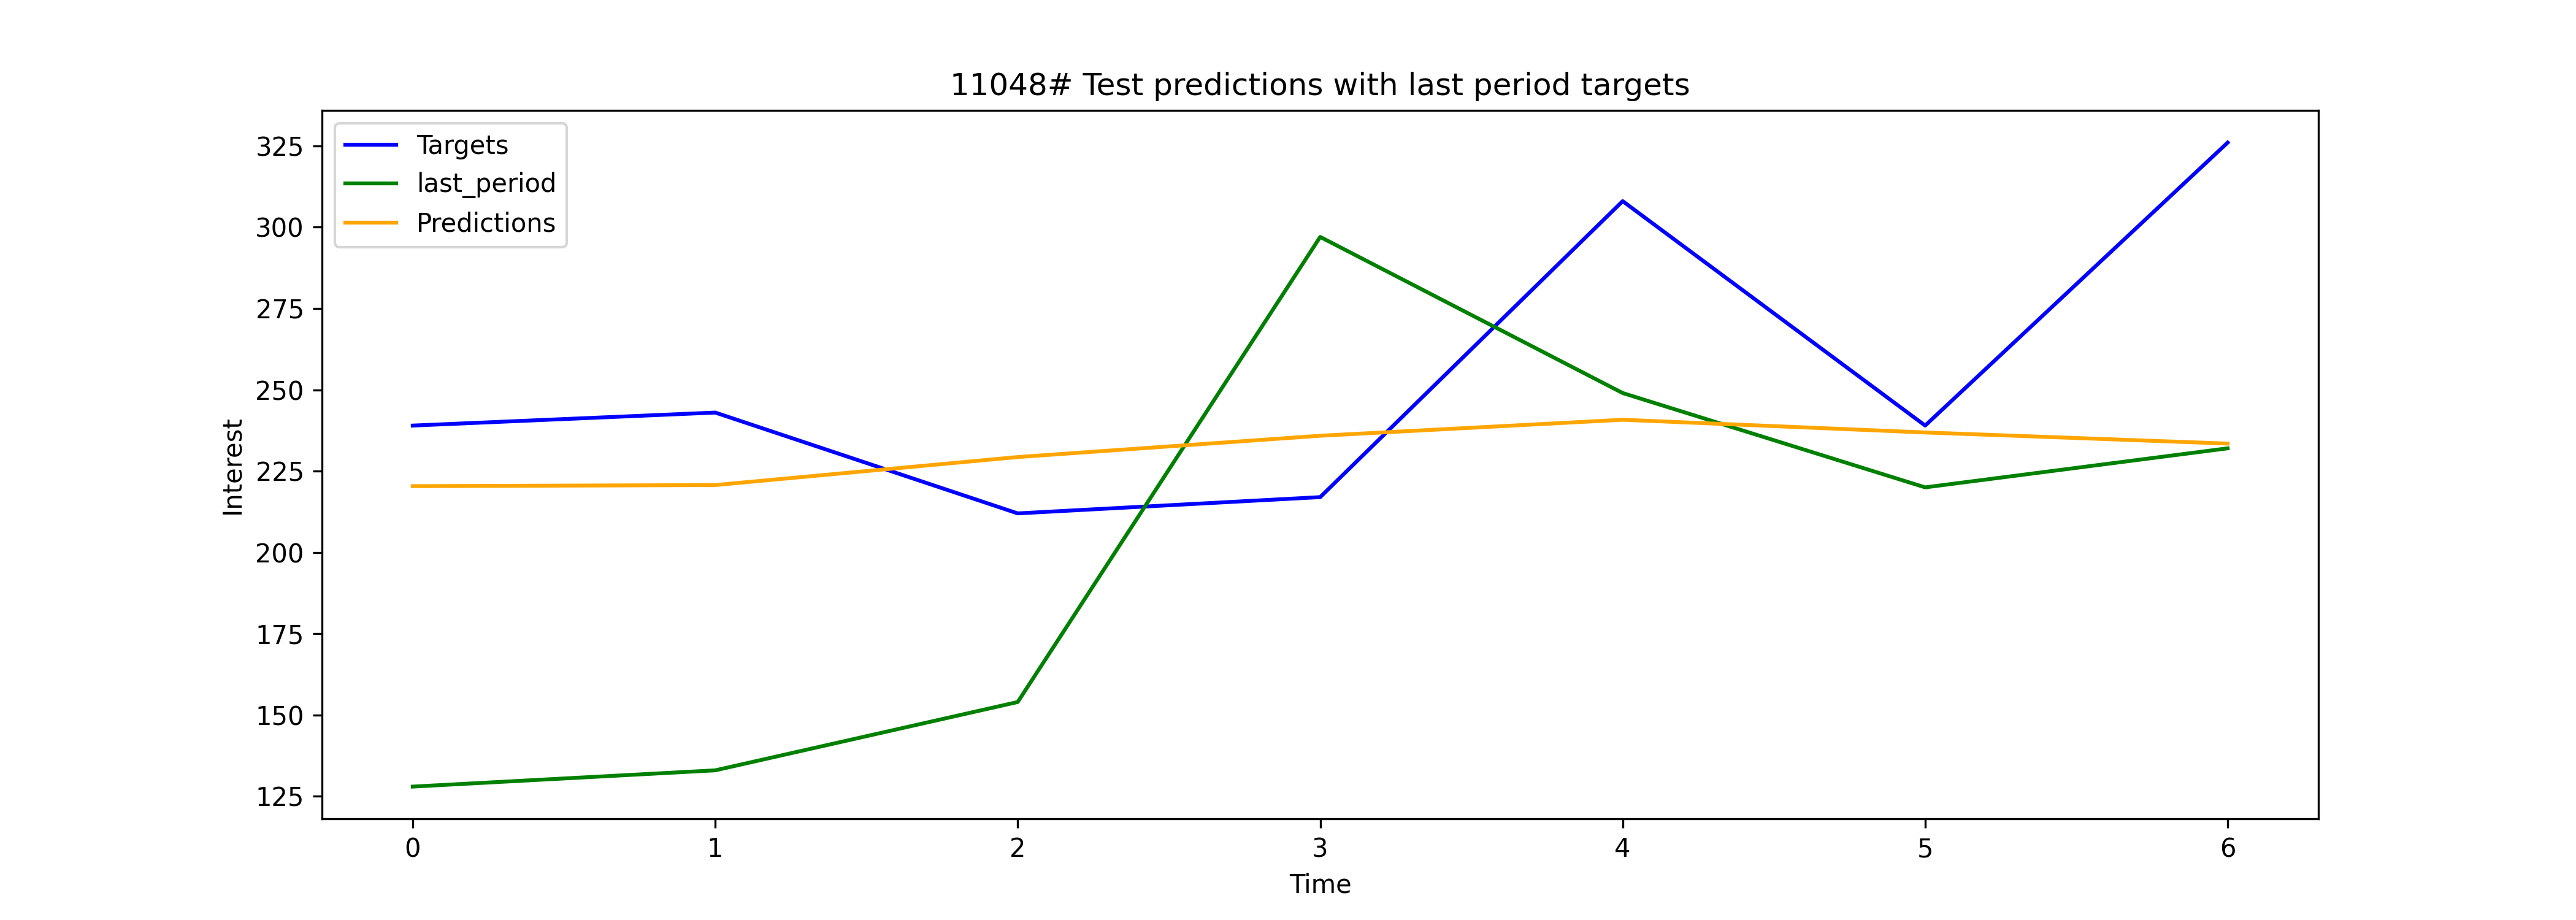 11048# Test predictions with last period targets
Targets
last_period
Predictions
325
300
275
250
225
200
175
150
125
Interest
0 1 2 3 4 5 6
Time